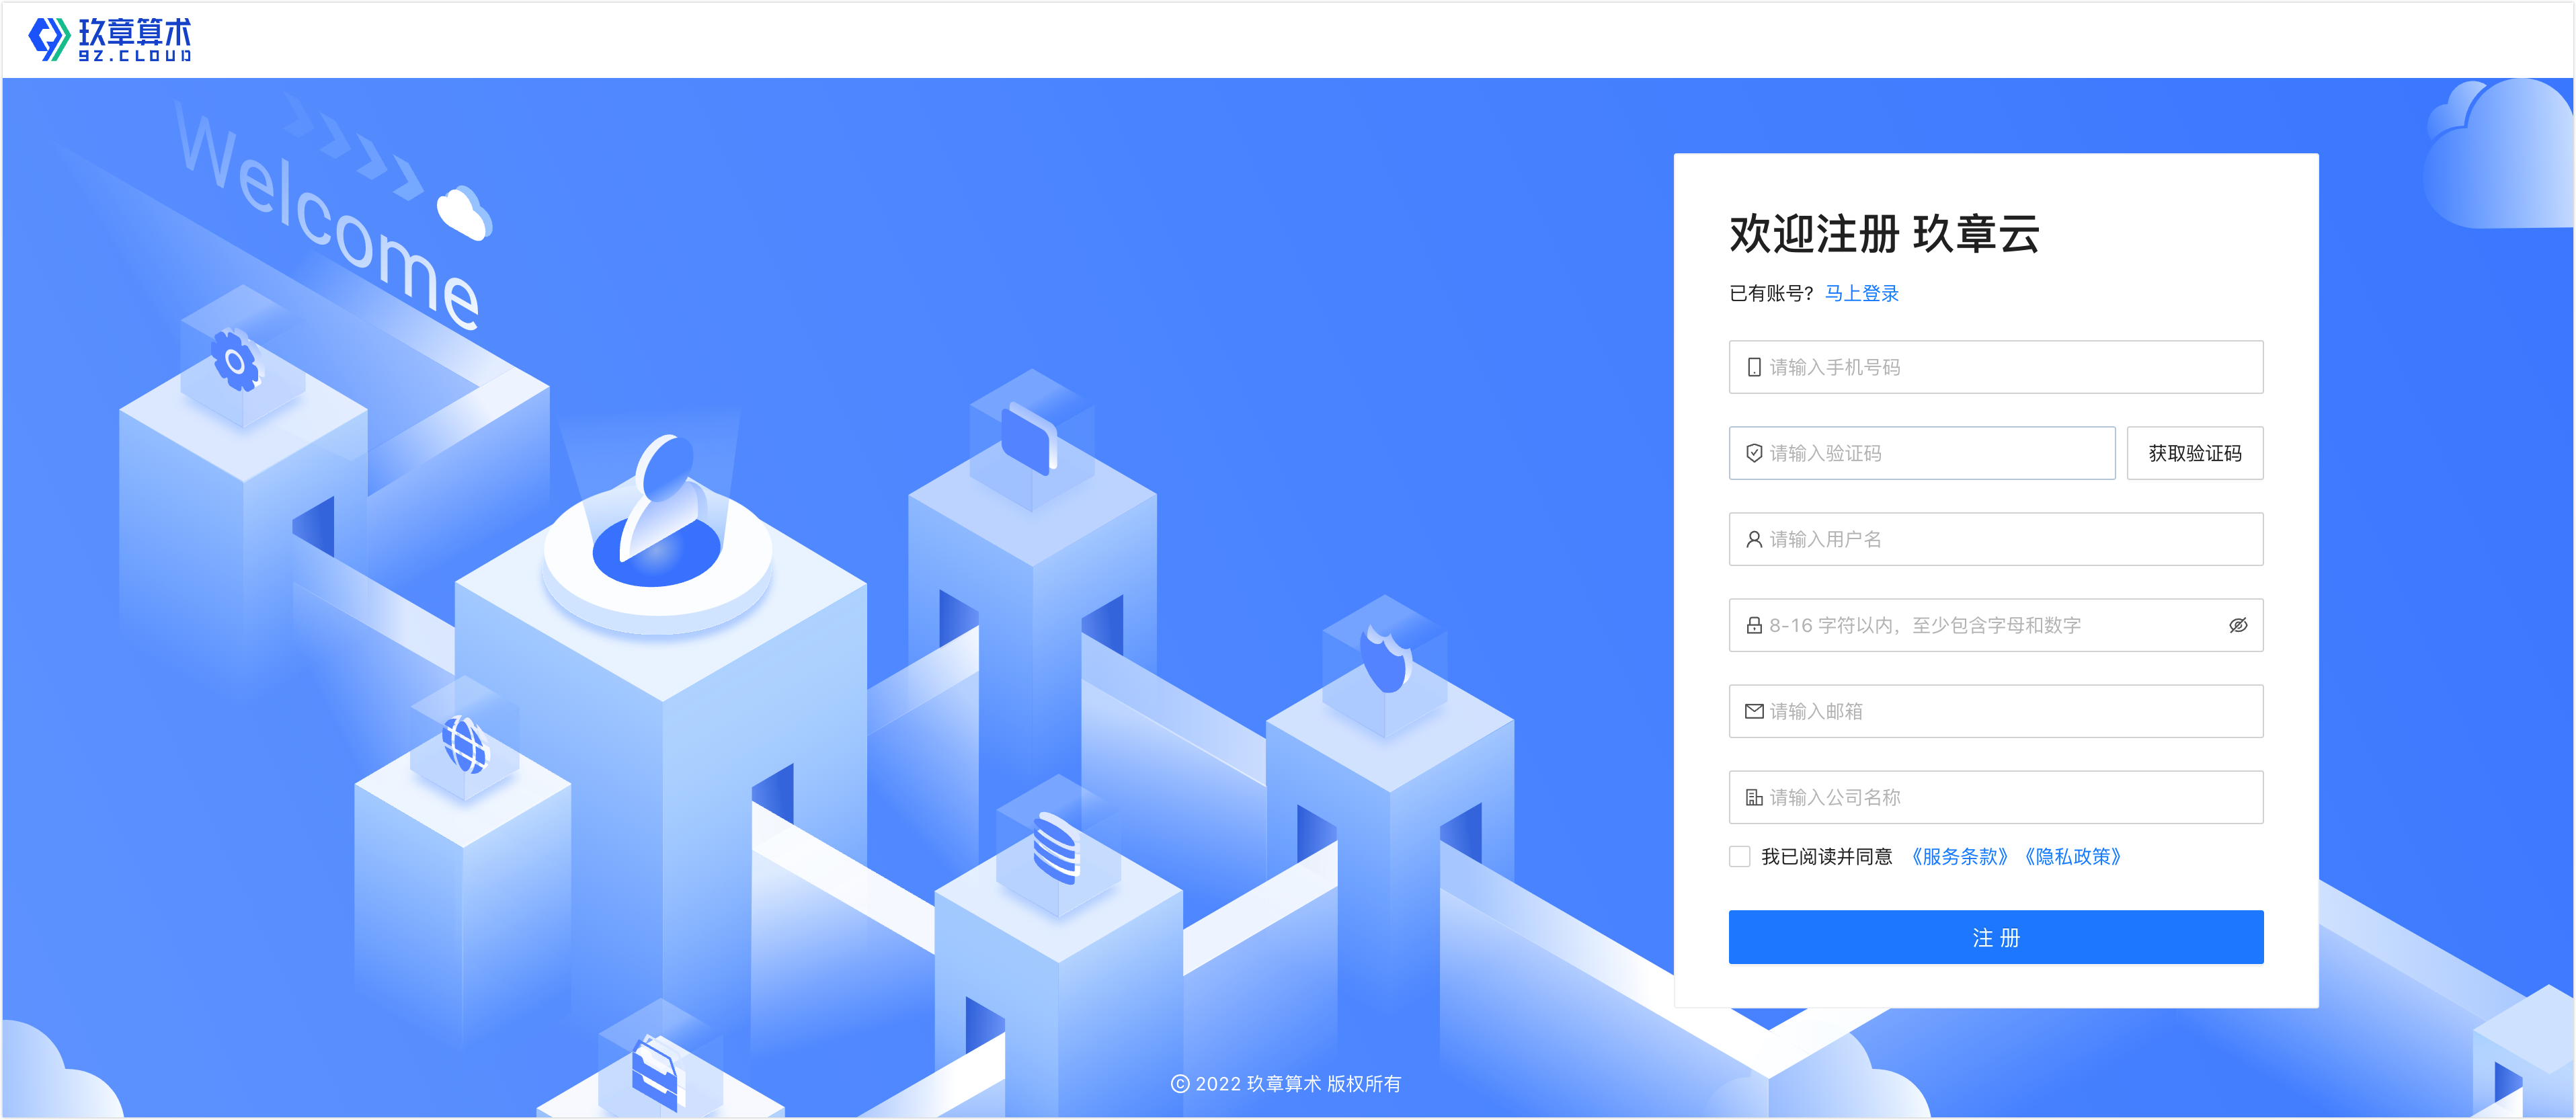 玖章算术
9Z.CLOUD
Welcome
欢迎注册 玖章云
已有账号? 马上登录
请输入手机号码
请输入验证码 获取验证码
请输入用户名
8-16 字符以内，至少包含字母和数字
请输入邮箱
请输入公司名称
我已阅读并同意 《服务条款》《隐私政策》
注 册
© 2022 玖章算术 版权所有